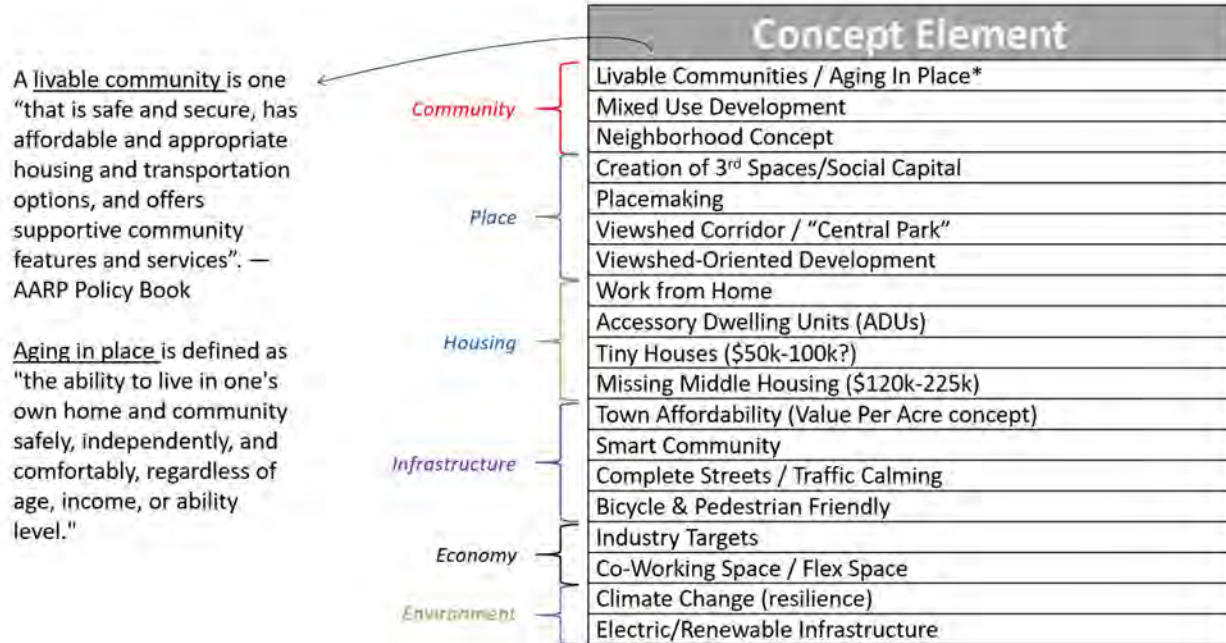 A livable community is one
“that is safe and secure, has
affordable and appropriate
housing and transportation
options, and offers
supportive community
features and services”. —
AARP Policy Book
Aging in place is defined as
"the ability to live in one's
own home and community
safely, independently, and
comfortably, regardless of
age, income, or ability
level."
Community
Place
Housing
Infrastructure
Economy
Environment
Concept Element
Livable Communities / Aging In Place*
Mixed Use Development
Neighborhood Concept
Creation of 3rd Spaces/Social Capital
Placemaking
Viewshed Corridor / “Central Park”
Viewshed-Oriented Development
Work from Home
Accessory Dwelling Units (ADUs)
Tiny Houses ($50k-100k?)
Missing Middle Housing ($120k-225k)
Town Affordability (Value Per Acre concept)
Smart Community
Complete Streets / Traffic Calming
Bicycle & Pedestrian Friendly
Industry Targets
Co-Working Space / Flex Space
Climate Change (resilience)
Electric/Renewable Infrastructure